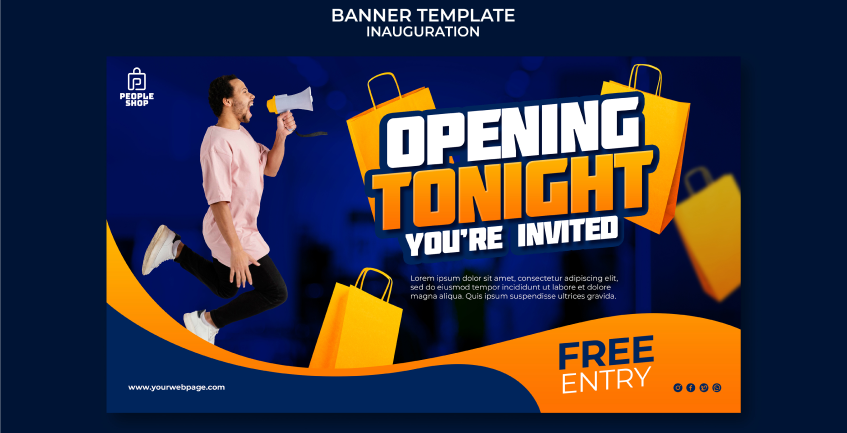 BANNER TEMPLATE
INAUGURATION
PEOPLE
SHOP
OPENING
TONIGHT
YOU'RE INVITED
Lorem ipsum dolor sit amet, consectetur adipiscing elit,
sed do eiusmod tempor incididunt ut labore et dolore
magna aliqua. Quis ipsum suspendisse ultrices gravida.
FREE
ENTRY
www.yourwebpage.com